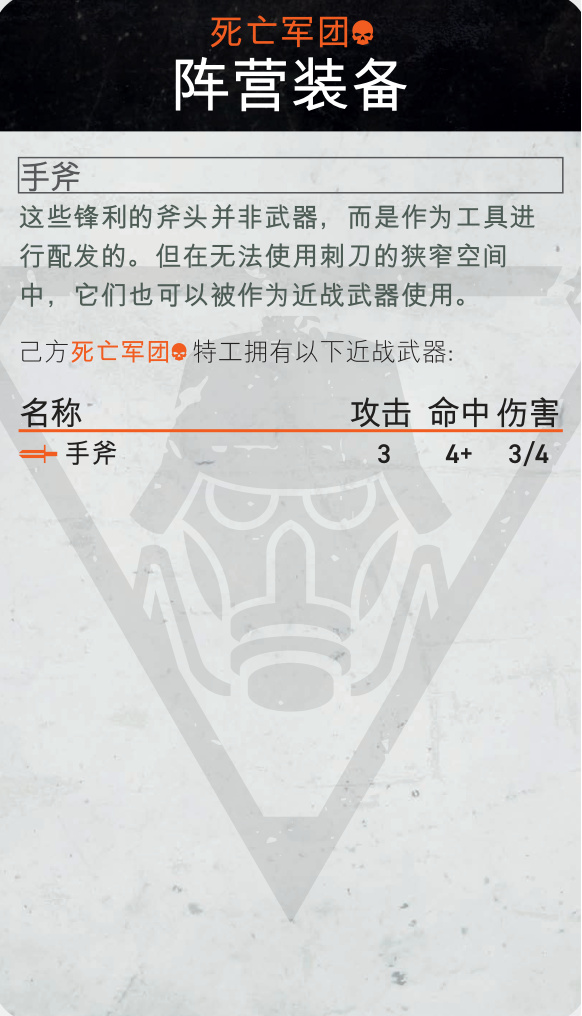 死亡军团
阵营装备
手斧
这些锋利的斧头并非武器，而是作为工具进
行配发的。但在无法使用刺刀的狭窄空间
中，它们也可以被作为近战武器使用。
己方死亡军团 特工拥有以下近战武器:
名称 攻击 命中 伤害
手斧 3 4+ 3/4